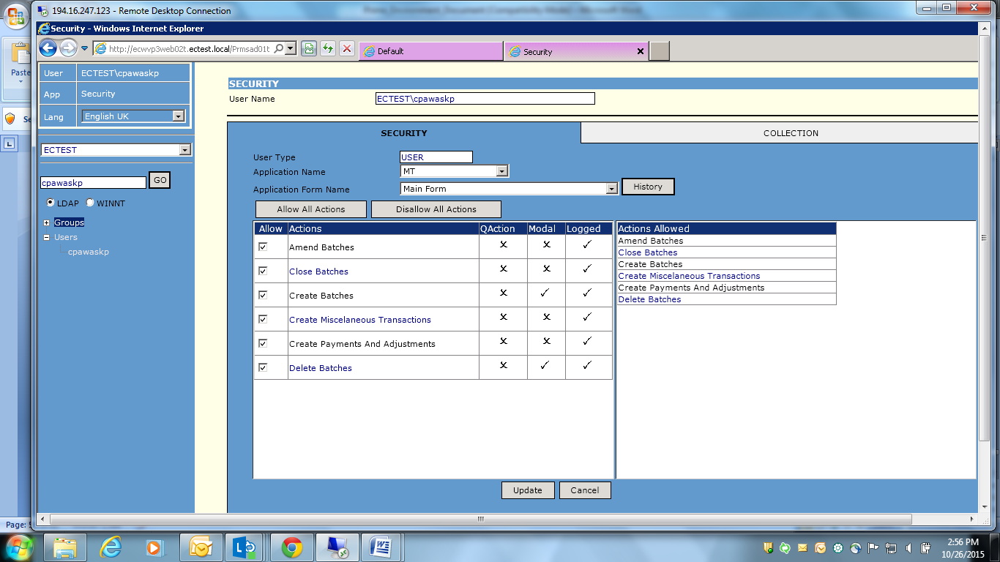 194.16.247.123 - Remote Desktop Connection
Security - Windows Internet Explorer
http://ecwvp3web02t.ectest.local/Prmsad01t
Default
Security
Paste
User ECTEST\cpawaskp
App Security
Lang English UK
ECTEST
cpawaskp GO
LDAP WINNT
Groups
Users
cpawaskp
SECURITY
User Name ECTEST\cpawaskp
SECURITY COLLECTION
User Type USER
Application Name MT
Application Form Name Main Form History
Allow All Actions Disallow All Actions
Allow Actions QAction Modal Logged
Amend Batches
Close Batches
Create Batches
Create Miscelaneous Transactions
Create Payments And Adjustments
Delete Batches
Actions Allowed
Amend Batches
Close Batches
Create Batches
Create Miscelaneous Transactions
Create Payments And Adjustments
Delete Batches
Update Cancel
Se
Page:
2:56 PM
10/26/2015